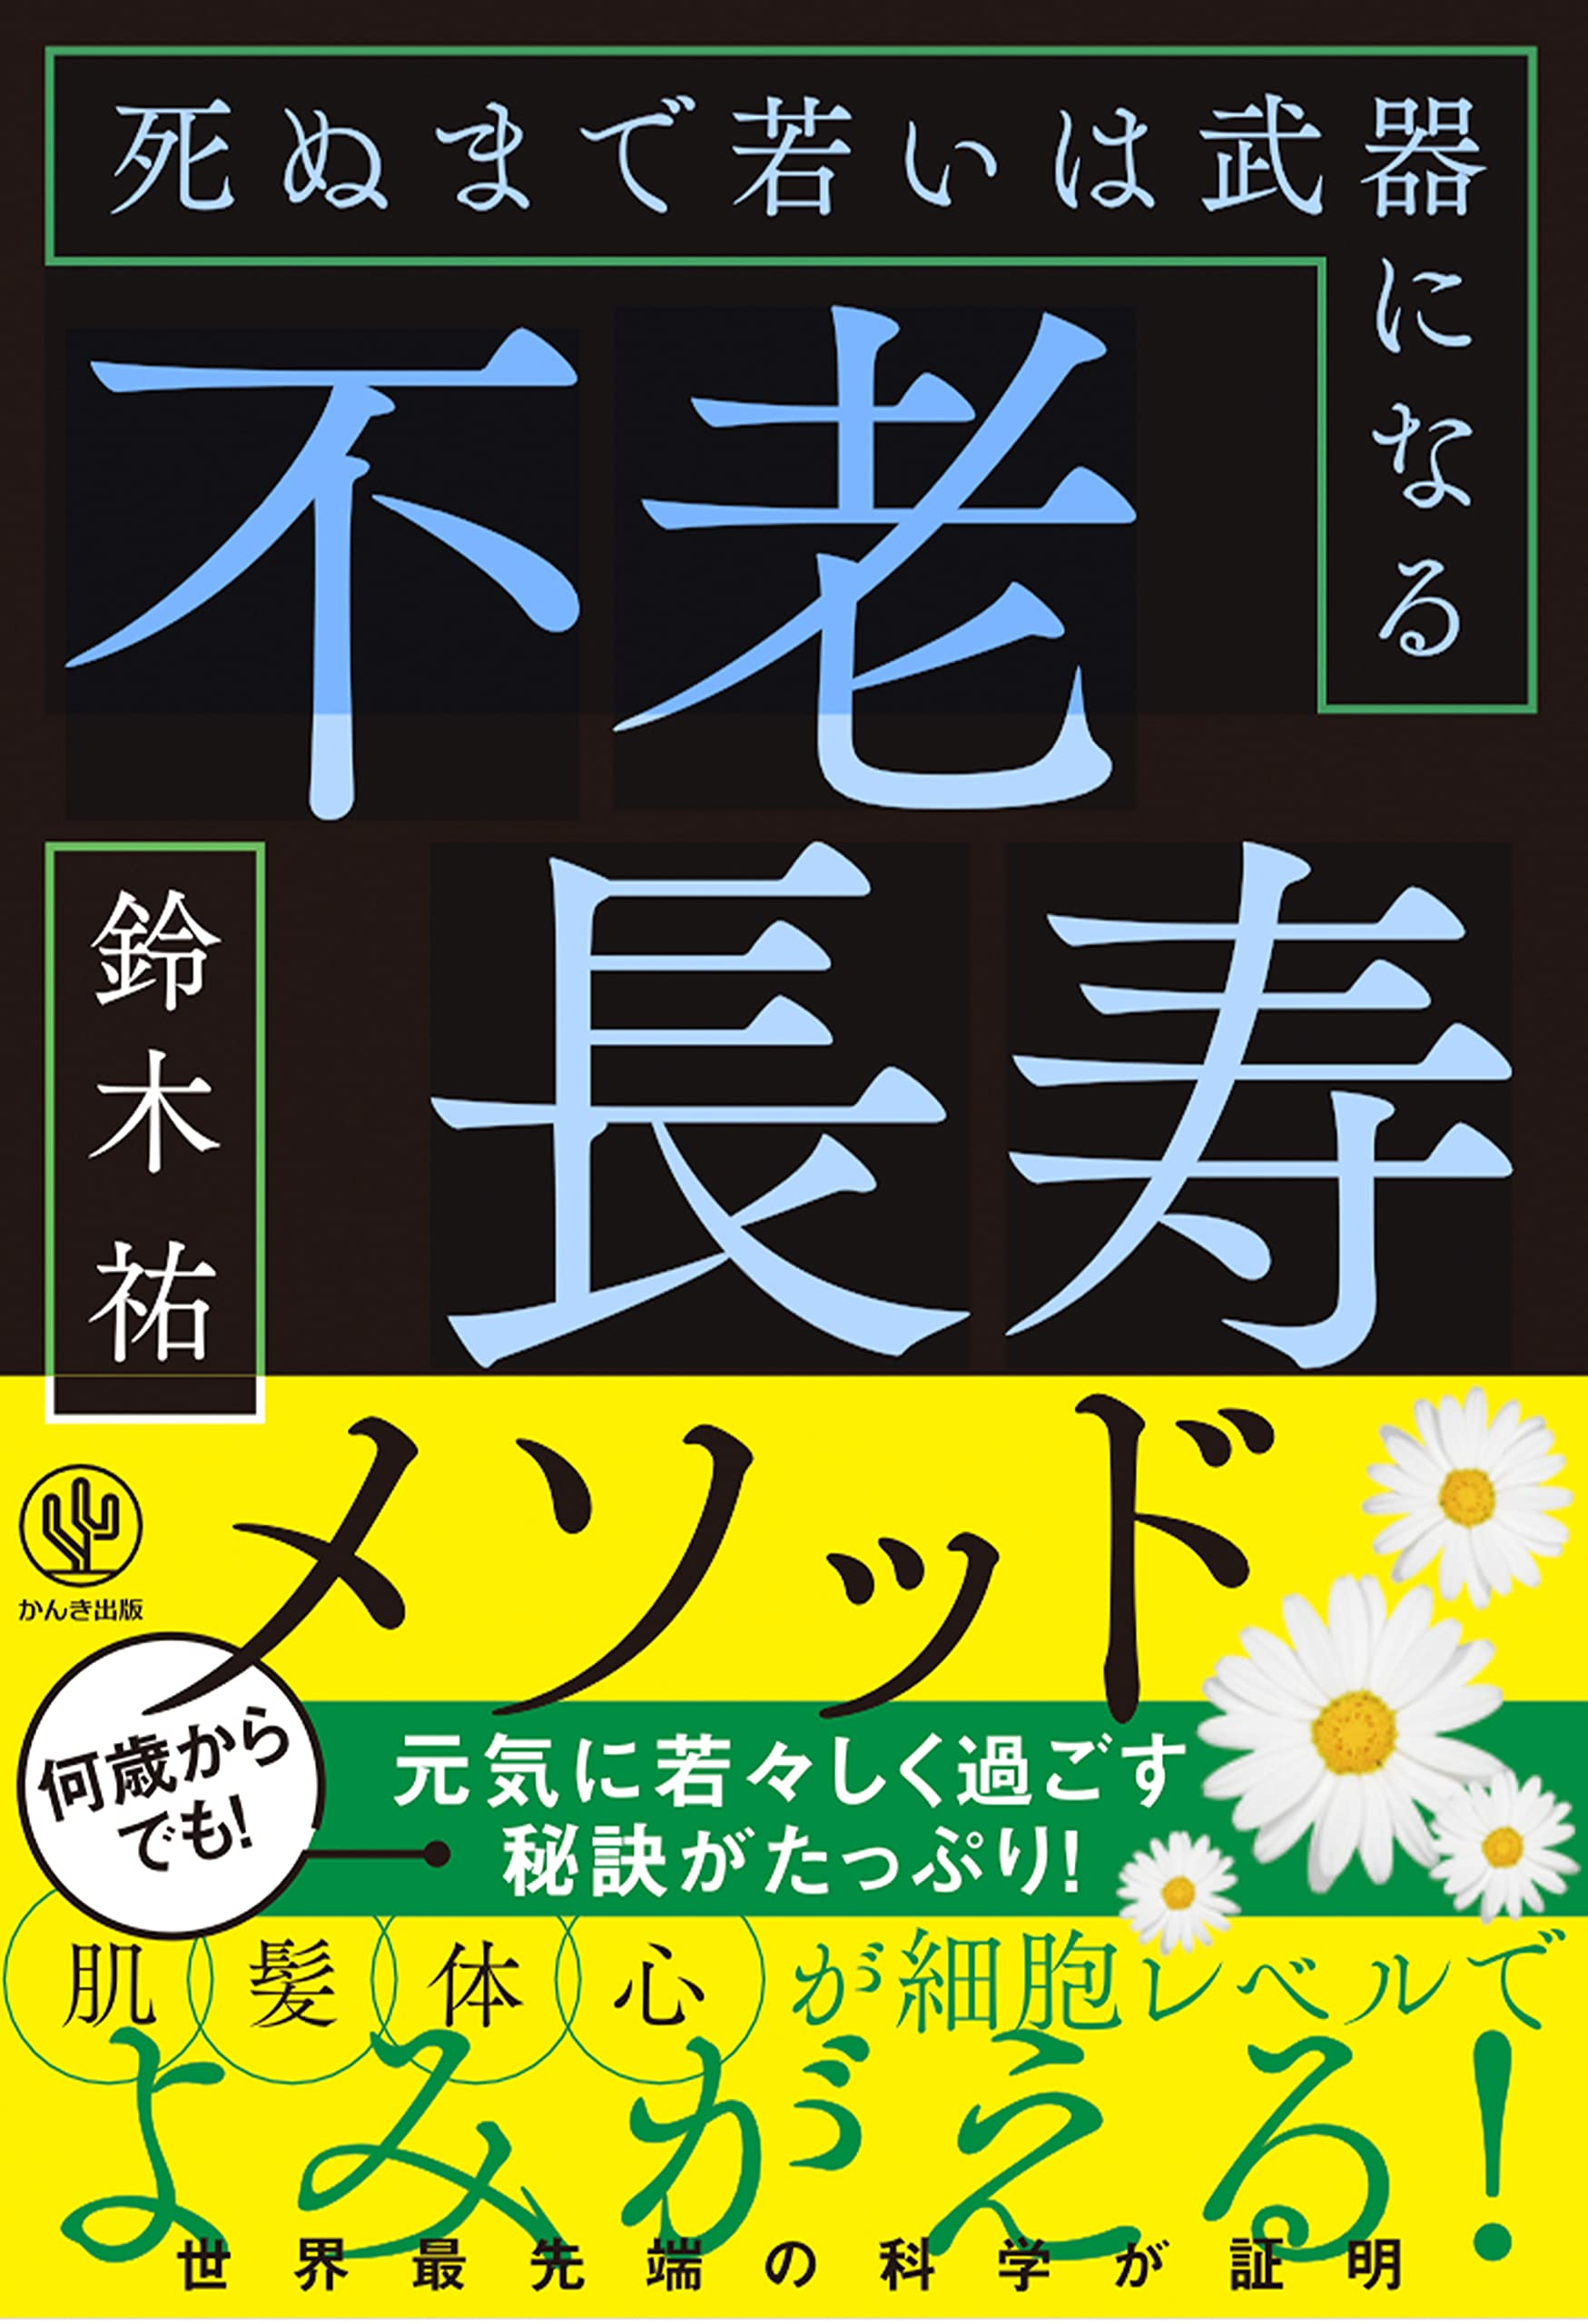 死ぬまで若いは武器になる
不老
長寿
メソッド
鈴木祐
かんき出版
何歳から
でも!
元気に若々しく過ごす
秘訣がたっぷり!
肌 髪 体 心 が細胞レベルで
よみがえる!
世界最先端の科学が証明